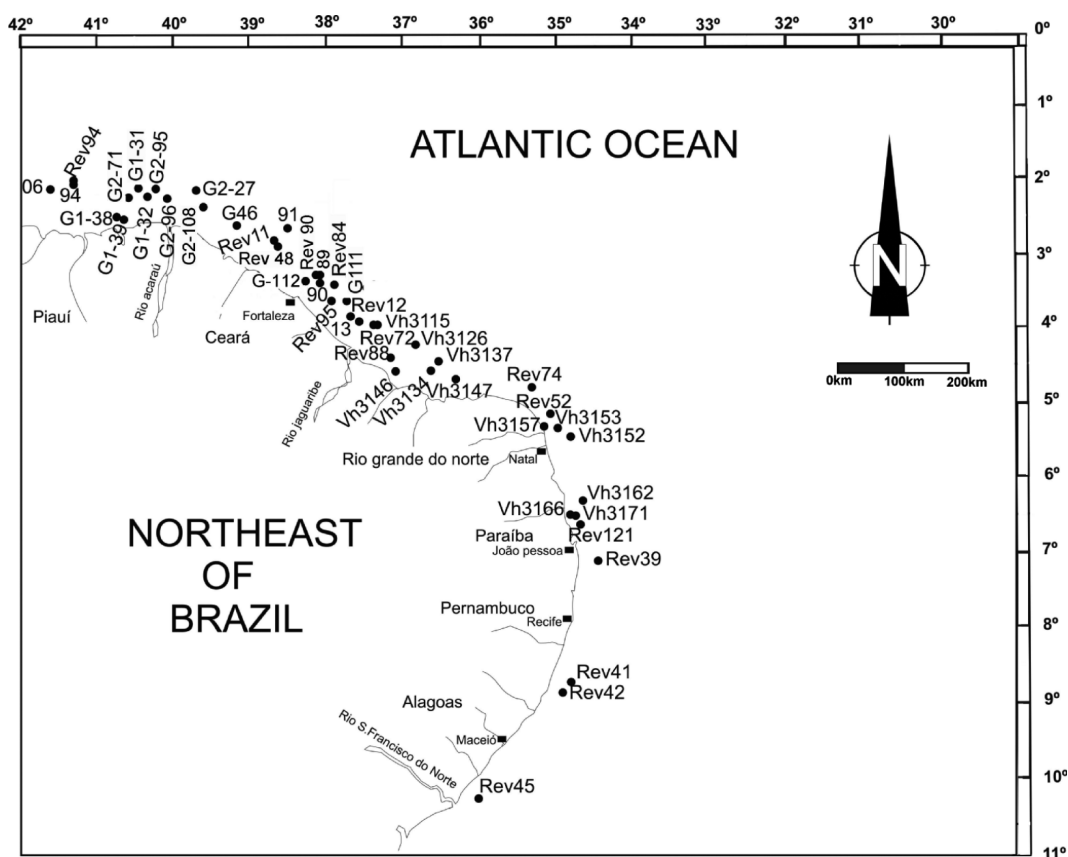 42º 41º 40º 39º 38º 37º 36º 35º 34º 33º 32º 31º 30º 0º
1º
ATLANTIC OCEAN
Rev94
G2-71
G1-31
G2-95
2º
06
94
G2-27
G1-38
G1-39
G1-32
G2-96
G2-108
G46
91
Rev11
Rev 48
Rev 90
89
Rev84
3º
N
G-112
90
G111
Rio acaraú
Piauí
Ceará
Fortaleza
Rev95
13
Rev12
4º
Vh3115
Rev72
Vh3126
Rev88
Vh3137
Vh3146
Vh3134
Vh3147
Rev74
0km 100km 200km
Rio jaguaribe
5º
Rev52
Vh3157
Vh3153
Vh3152
Rio grande do norte
Natal
6º
Vh3162
Vh3166
Vh3171
Rev121
NORTHEAST
OF
BRAZIL
Paraíba
João pessoa
7º
Rev39
Pernambuco
Recife
8º
Rev41
Rev42
Alagoas
9º
Rio S.Francisco do Norte
Maceió
10º
Rev45
11º